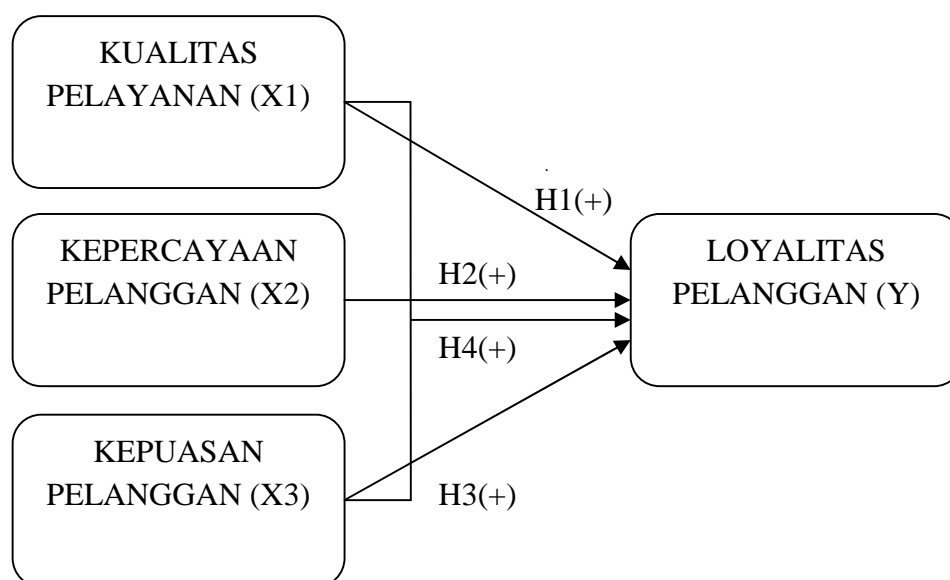 KUALITAS
PELAYANAN (X1)
H1(+)
KEPERCAYAAN
PELANGGAN (X2)
H2(+)
LOYALITAS
PELANGGAN (Y)
H4(+)
KEPUASAN
PELANGGAN (X3)
H3(+)